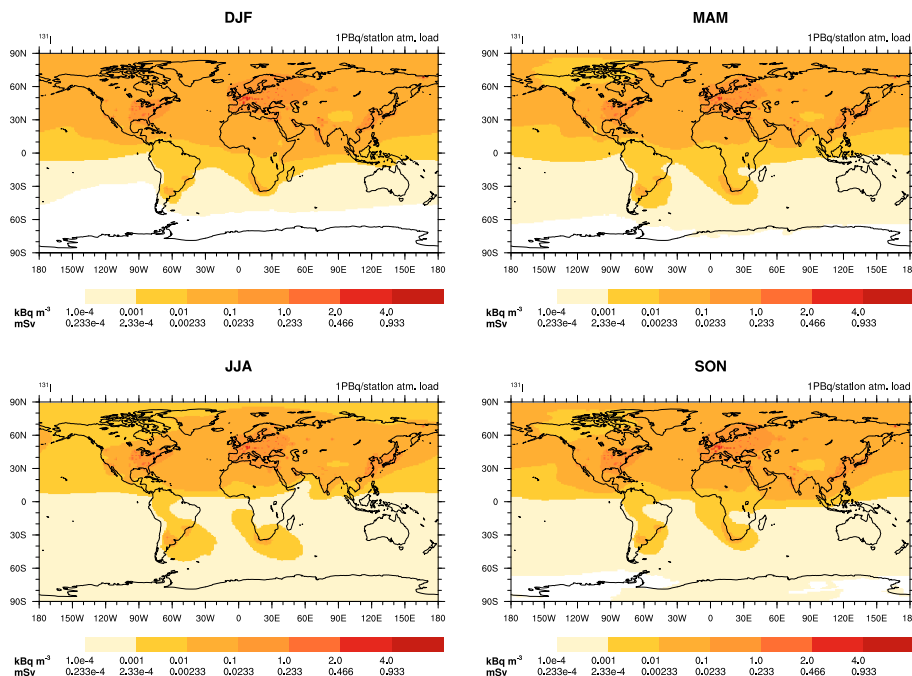 DJF
131I 1PBq/station atm. load
90N
60N
30N
0
30S
60S
90S
180 150W 120W 90W 60W 30W 0 30E 60E 90E 120E 150E 180
kBq m-3 1.0e-4 0.001 0.01 0.1 1.0 2.0 4.0
mSv 0.233e-4 2.33e-4 0.00233 0.0233 0.233 0.466 0.933
MAM
131I 1PBq/station atm. load
90N
60N
30N
0
30S
60S
90S
180 150W 120W 90W 60W 30W 0 30E 60E 90E 120E 150E 180
kBq m-3 1.0e-4 0.001 0.01 0.1 1.0 2.0 4.0
mSv 0.233e-4 2.33e-4 0.00233 0.0233 0.233 0.466 0.933
JJA
131I 1PBq/station atm. load
90N
60N
30N
0
30S
60S
90S
180 150W 120W 90W 60W 30W 0 30E 60E 90E 120E 150E 180
kBq m-3 1.0e-4 0.001 0.01 0.1 1.0 2.0 4.0
mSv 0.233e-4 2.33e-4 0.00233 0.0233 0.233 0.466 0.933
SON
131I 1PBq/station atm. load
90N
60N
30N
0
30S
60S
90S
180 150W 120W 90W 60W 30W 0 30E 60E 90E 120E 150E 180
kBq m-3 1.0e-4 0.001 0.01 0.1 1.0 2.0 4.0
mSv 0.233e-4 2.33e-4 0.00233 0.0233 0.233 0.466 0.933